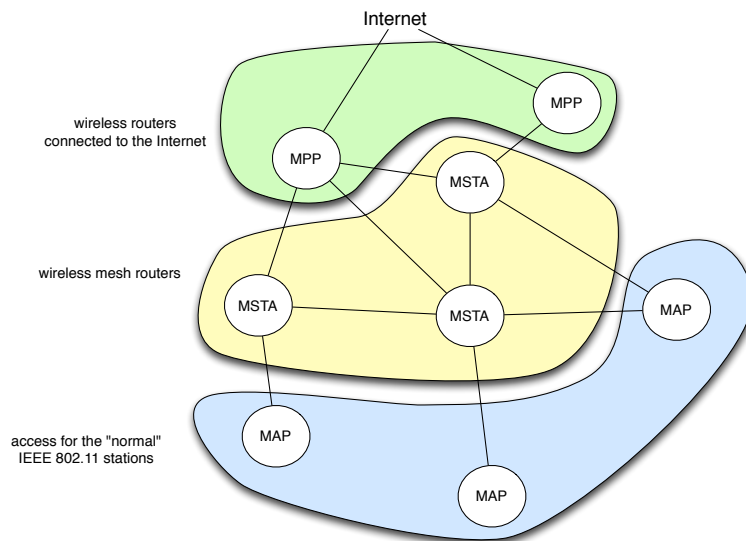 Internet
MPP
wireless routers
connected to the Internet
MPP
MSTA
wireless mesh routers
MSTA
MSTA
MAP
access for the "normal"
IEEE 802.11 stations
MAP
MAP